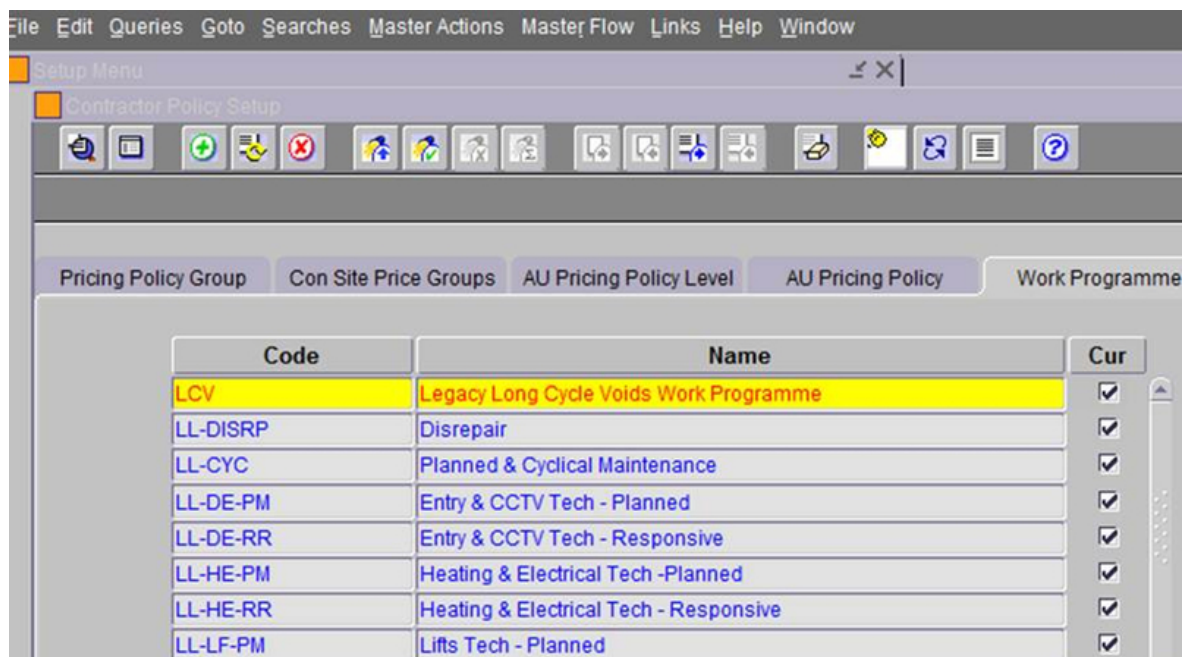 File Edit Queries Goto Searches Master Actions Master Flow Links Help Window
Setup Menu
Contractor Policy Setup
Pricing Policy Group Con Site Price Groups AU Pricing Policy Level AU Pricing Policy Work Programme
Code Name Cur
LCV Legacy Long Cycle Voids Work Programme
LL-DISRP Disrepair
LL-CYC Planned & Cyclical Maintenance
LL-DE-PM Entry & CCTV Tech - Planned
LL-DE-RR Entry & CCTV Tech - Responsive
LL-HE-PM Heating & Electrical Tech -Planned
LL-HE-RR Heating & Electrical Tech - Responsive
LL-LF-PM Lifts Tech - Planned